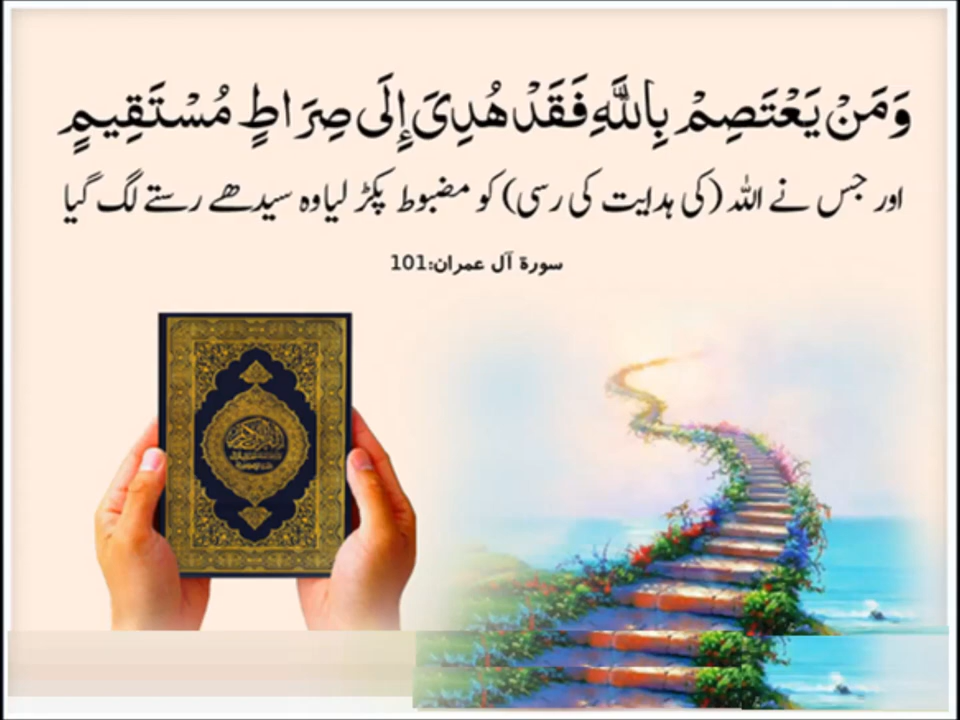 وَمَنْ يَعْتَصِمْ بِاللَّهِ فَقَدْ هُدِيَ إِلَى صِرَاطٍ مُسْتَقِيمٍ
اور جس نے اللہ (کی ہدایت کی رسی) کو مضبوط پکڑ لیا وہ سیدھے رستے لگ گیا
سورة آل عمران:101